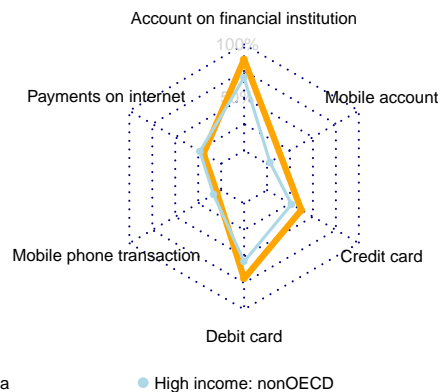 Account on financial institution
100%
Payments on internet
Mobile account
Mobile phone transaction
Credit card
Debit card
a
High income: nonOECD